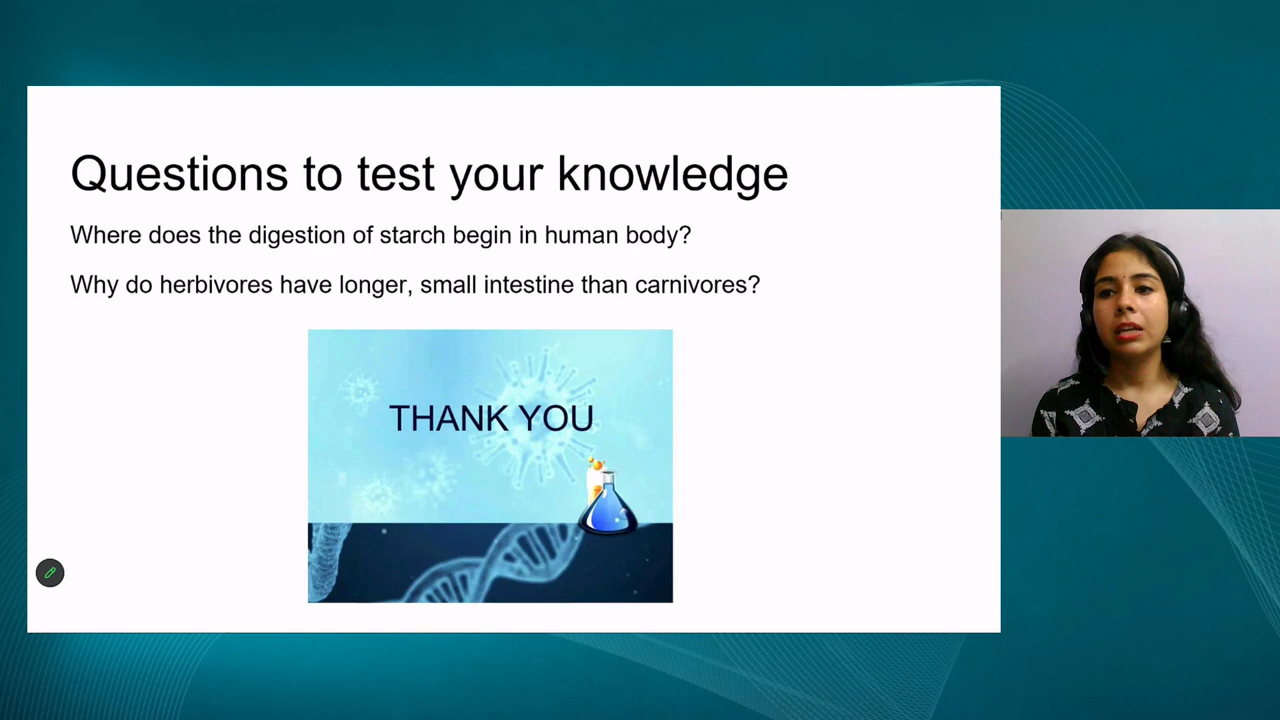 Questions to test your knowledge
Where does the digestion of starch begin in human body?
Why do herbivores have longer, small intestine than carnivores?
THANK YOU